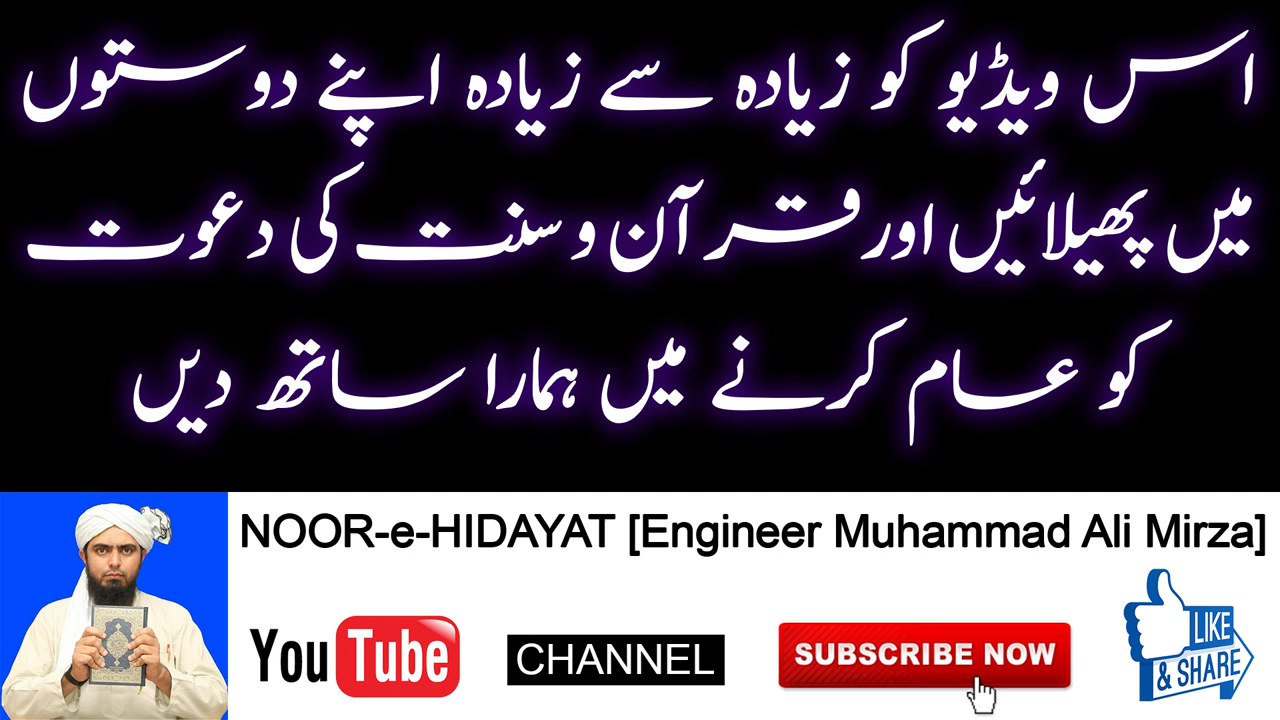 اس ویڈیو کو زیادہ سے زیادہ اپنے دوستوں
میں پھیلائیں اور قرآن و سنت کی دعوت
کو عام کرنے میں ہمارا ساتھ دیں
NOOR-e-HIDAYAT [Engineer Muhammad Ali Mirza]
YouTube CHANNEL SUBSCRIBE NOW
LIKE
& SHARE